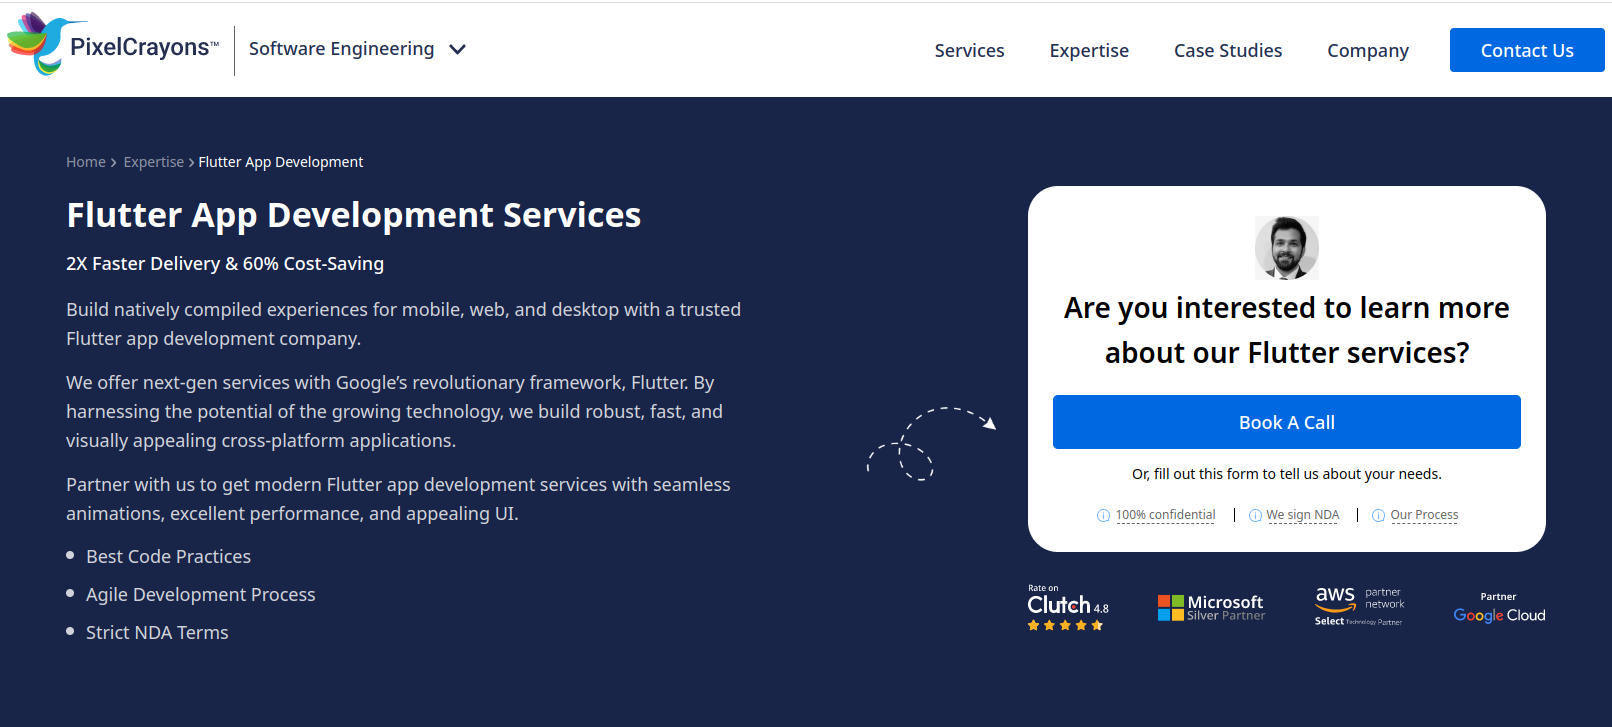 PixelCrayons™
Software Engineering
Services
Expertise
Case Studies
Company
Contact Us
Home > Expertise > Flutter App Development
Flutter App Development Services
2X Faster Delivery & 60% Cost-Saving
Build natively compiled experiences for mobile, web, and desktop with a trusted
Flutter app development company.
We offer next-gen services with Google’s revolutionary framework, Flutter. By
harnessing the potential of the growing technology, we build robust, fast, and
visually appealing cross-platform applications.
Partner with us to get modern Flutter app development services with seamless
animations, excellent performance, and appealing UI.
• Best Code Practices
• Agile Development Process
• Strict NDA Terms
Are you interested to learn more
about our Flutter services?
Book A Call
Or, fill out this form to tell us about your needs.
100% confidential | We sign NDA | Our Process
Rate on
Clutch 4.8
Microsoft
Silver Partner
aws partner
network
Select Technology Partner
Partner
Google Cloud